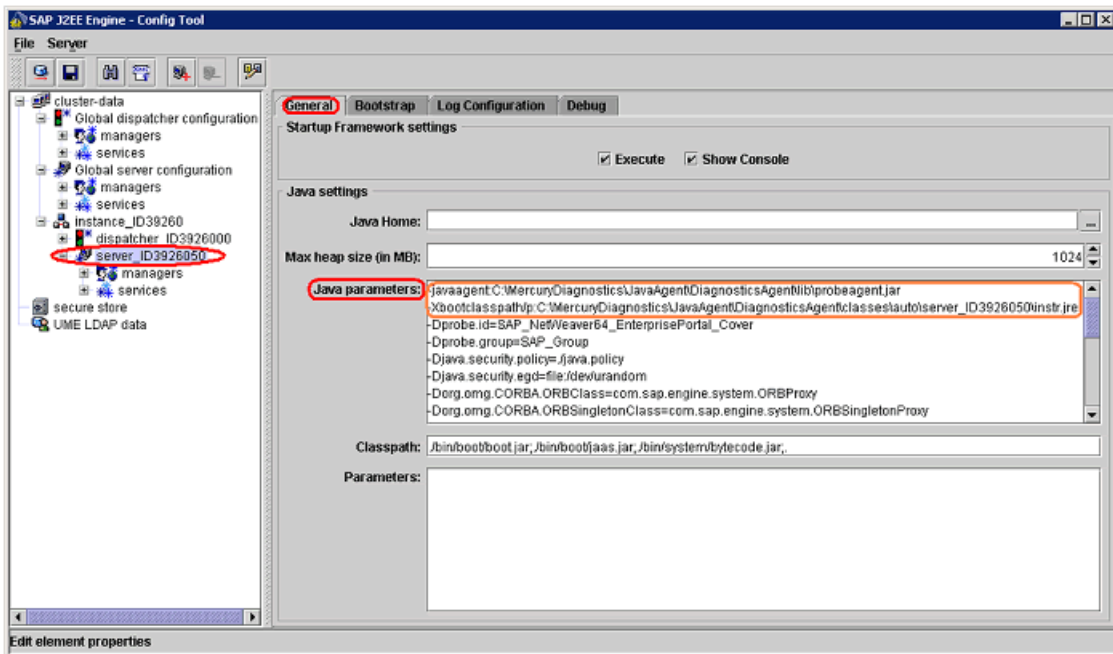 SAP J2EE Engine - Config Tool
File Server
cluster-data
Global dispatcher configuration
managers
services
Global server configuration
managers
services
instance_ID39260
dispatcher_ID3926000
server_ID3926050
managers
services
secure store
UME LDAP data
General Bootstrap Log Configuration Debug
Startup Framework settings
Execute Show Console
Java settings
Java Home:
...
Max heap size (in MB): 1024
Java parameters:
-javaagent:C:\MercuryDiagnostics\JavaAgent\DiagnosticsAgent\lib\probeagent.jar
-Xbootclasspath/p:C:\MercuryDiagnostics\JavaAgent\DiagnosticsAgent\classes\auto\server_ID3926050\instr.jre
-Dprobe.id=SAP_NetWeaver64_EnterprisePortal_Cover
-Dprobe.group=SAP_Group
-Djava.security.policy=./java.policy
-Djava.security.egd=file:/dev/urandom
-Dorg.omg.CORBA.ORBClass=com.sap.engine.system.ORBProxy
-Dorg.omg.CORBA.ORBSingletonClass=com.sap.engine.system.ORBSingletonProxy
Classpath: ./bin/boot/boot.jar;./bin/boot/jaas.jar;./bin/system/bytecode.jar;.
Parameters:
Edit element properties